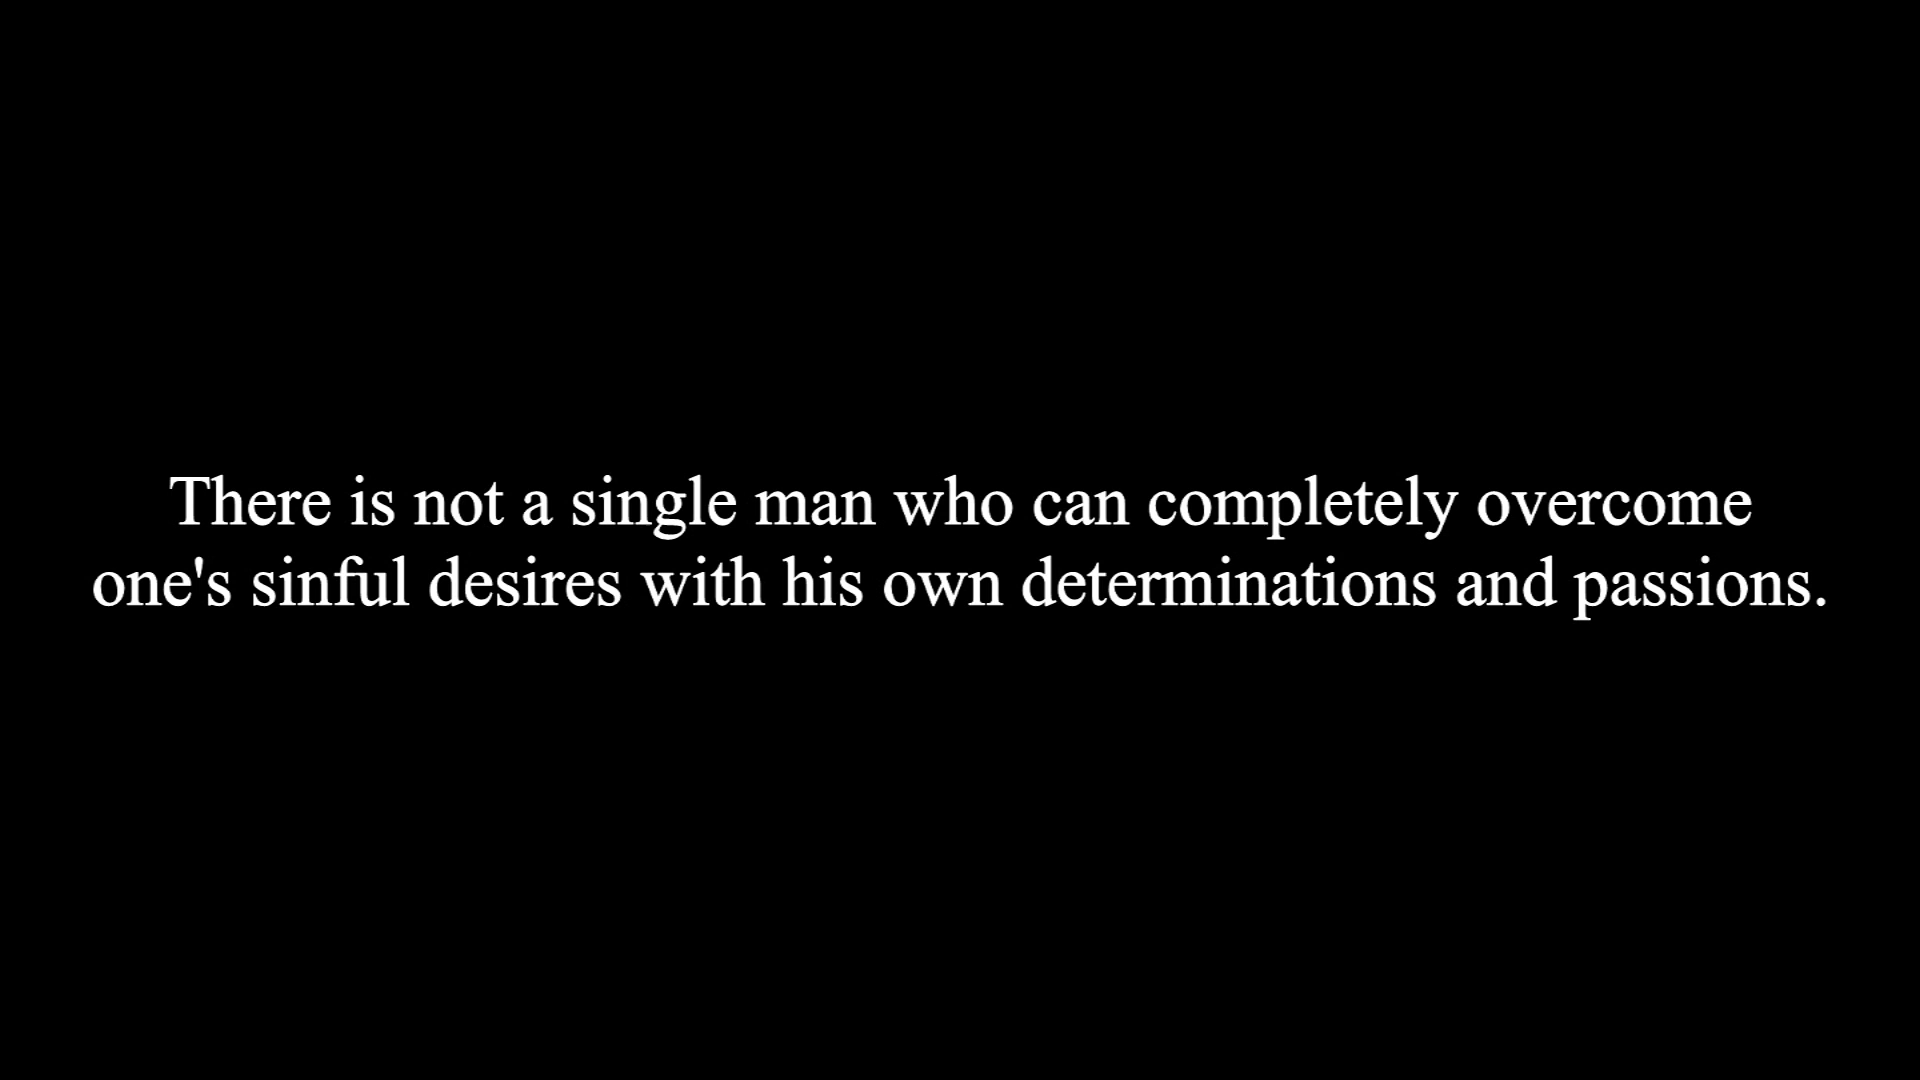 There is not a single man who can completely overcome
one's sinful desires with his own determinations and passions.